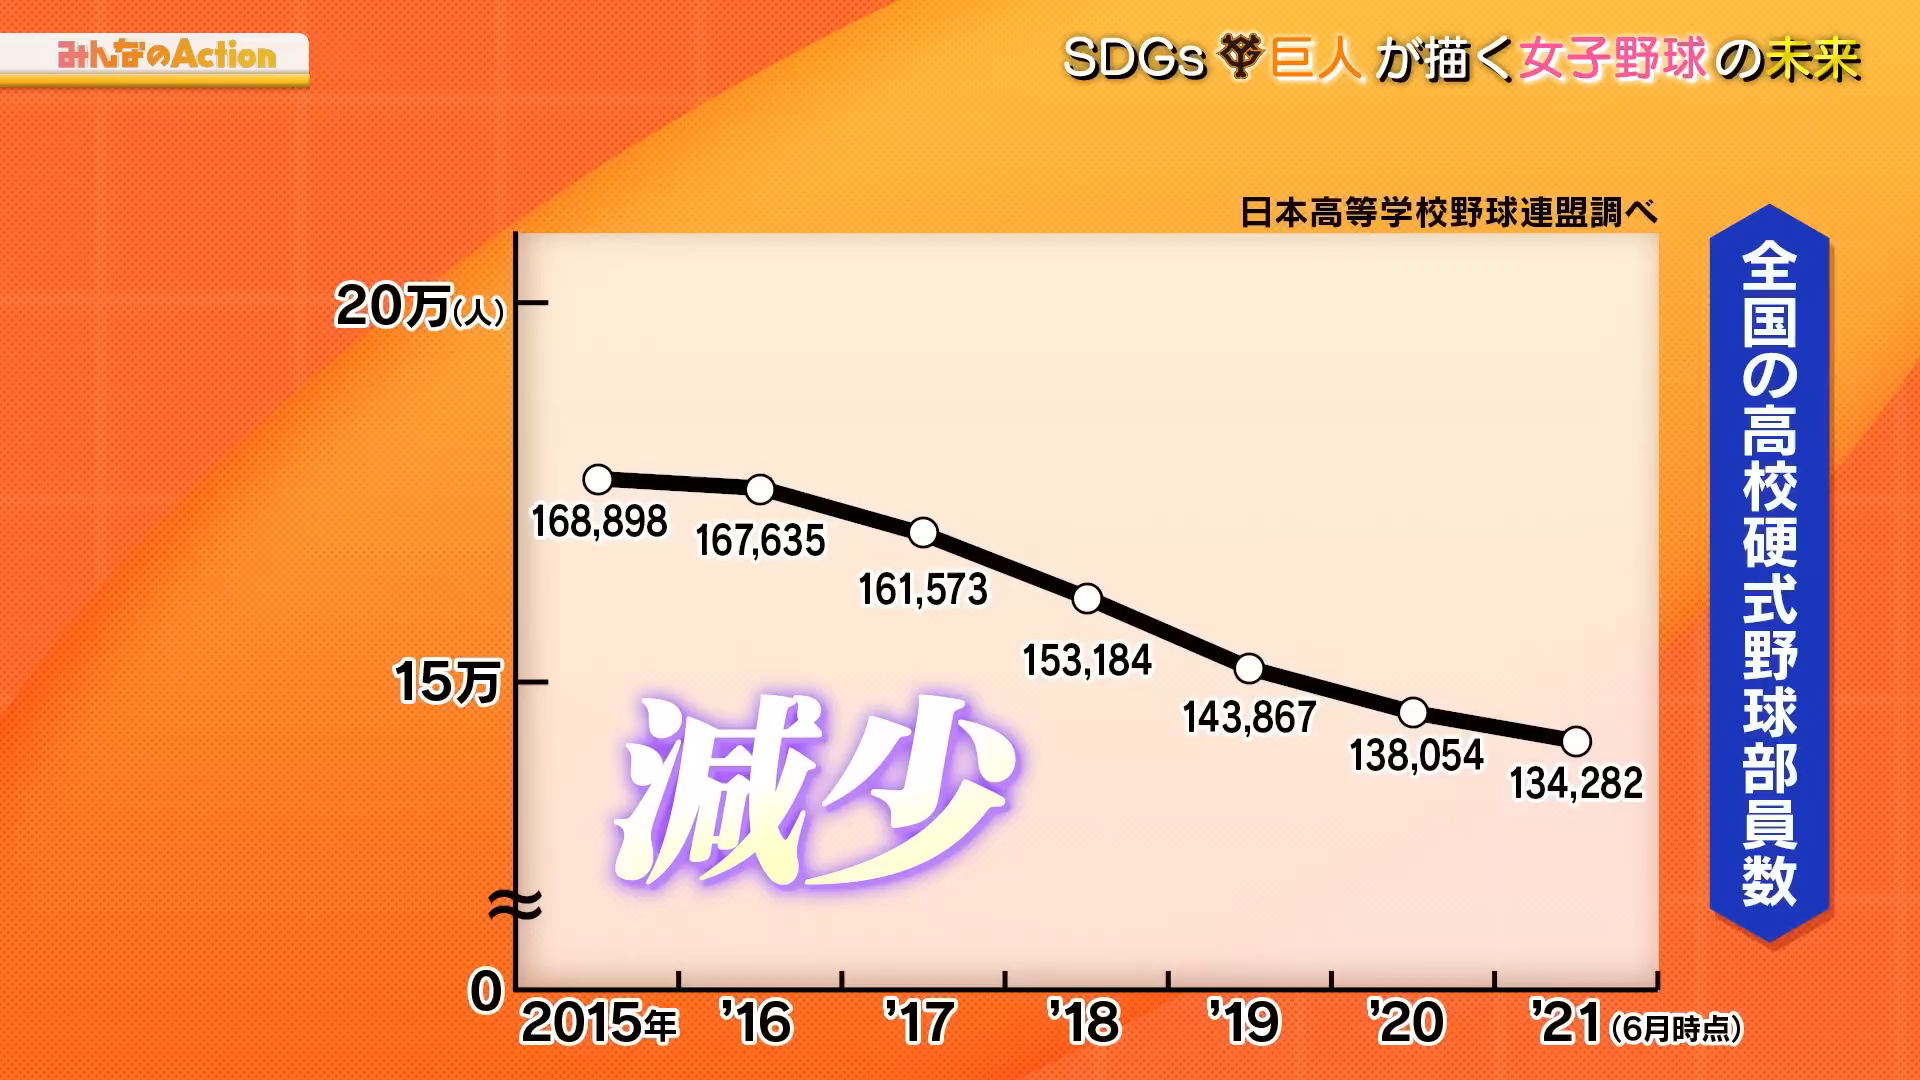 みんなのAction
SDGs 巨人が描く女子野球の未来
日本高等学校野球連盟調べ
全国の高校硬式野球部員数
20万(人)
15万
0
168,898
167,635
161,573
153,184
143,867
138,054
134,282
減少
2015年 ’16 ’17 ’18 ’19 ’20 ’21(6月時点)